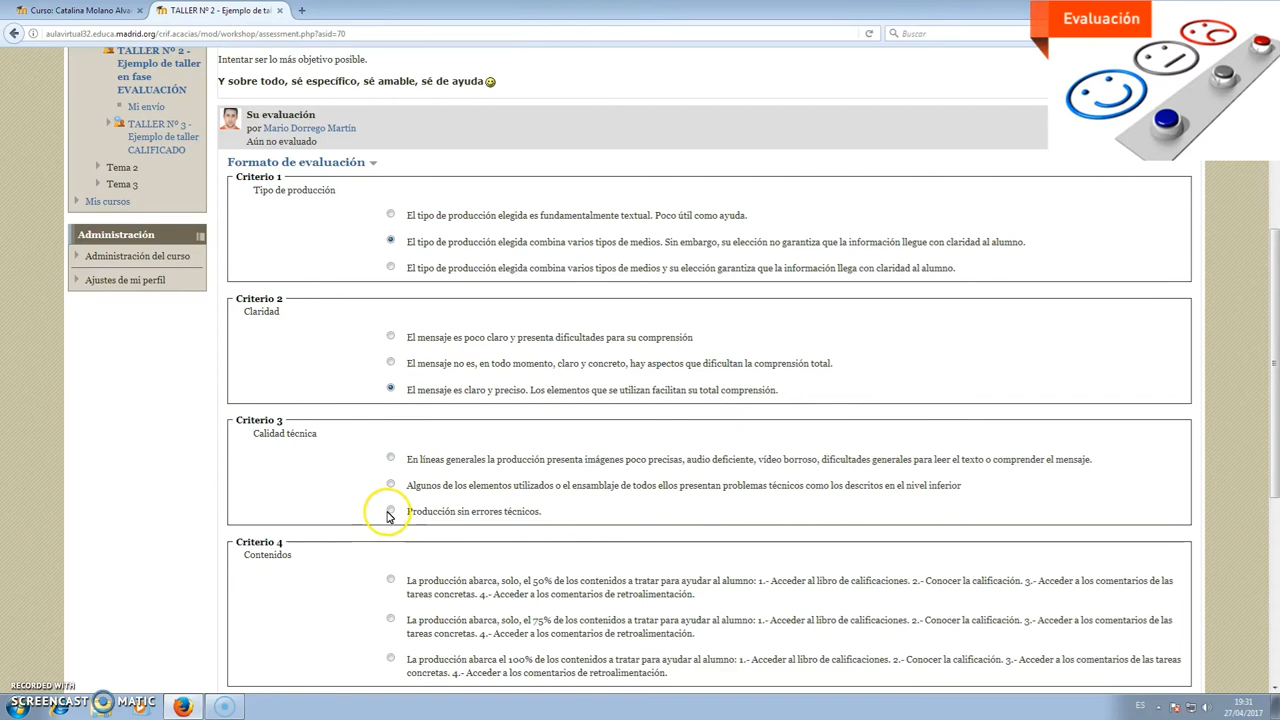 Curso: Catalina Molano Alva
TALLER Nº 2 - Ejemplo de ta
aulavirtual32.educa.madrid.org/crif.acacias/mod/workshop/assessment.php?asid=70
Buscar
Evaluación
TALLER Nº 2 -
Ejemplo de taller
en fase
EVALUACIÓN
Mi envío
TALLER Nº 3 -
Ejemplo de taller
CALIFICADO
Tema 2
Tema 3
Mis cursos
Administración
Administración del curso
Ajustes de mi perfil
Intentar ser lo más objetivo posible.
Y sobre todo, sé específico, sé amable, sé de ayuda
Su evaluación
por Mario Dorrego Martín
Aún no evaluado
Formato de evaluación
Criterio 1
Tipo de producción
El tipo de producción elegida es fundamentalmente textual. Poco útil como ayuda.
El tipo de producción elegida combina varios tipos de medios. Sin embargo, su elección no garantiza que la información llegue con claridad al alumno.
El tipo de producción elegida combina varios tipos de medios y su elección garantiza que la información llega con claridad al alumno.
Criterio 2
Claridad
El mensaje es poco claro y presenta dificultades para su comprensión
El mensaje no es, en todo momento, claro y concreto, hay aspectos que dificultan la comprensión total.
El mensaje es claro y preciso. Los elementos que se utilizan facilitan su total comprensión.
Criterio 3
Calidad técnica
En líneas generales la producción presenta imágenes poco precisas, audio deficiente, vídeo borroso, dificultades generales para leer el texto o comprender el mensaje.
Algunos de los elementos utilizados o el ensamblaje de todos ellos presentan problemas técnicos como los descritos en el nivel inferior
Producción sin errores técnicos.
Criterio 4
Contenidos
La producción abarca, solo, el 50% de los contenidos a tratar para ayudar al alumno: 1.- Acceder al libro de calificaciones. 2.- Conocer la calificación. 3.- Acceder a los comentarios de las
tareas concretas. 4.- Acceder a los comentarios de retroalimentación.
La producción abarca, solo, el 75% de los contenidos a tratar para ayudar al alumno: 1.- Acceder al libro de calificaciones. 2.- Conocer la calificación. 3.- Acceder a los comentarios de las
tareas concretas. 4.- Acceder a los comentarios de retroalimentación.
La producción abarca el 100% de los contenidos a tratar para ayudar al alumno: 1.- Acceder al libro de calificaciones. 2.- Conocer la calificación. 3.- Acceder a los comentarios de las tareas
concretas. 4.- Acceder a los comentarios de retroalimentación.
RECORDED WITH
SCREENCAST MATIC
ES
19:31
27/04/2017